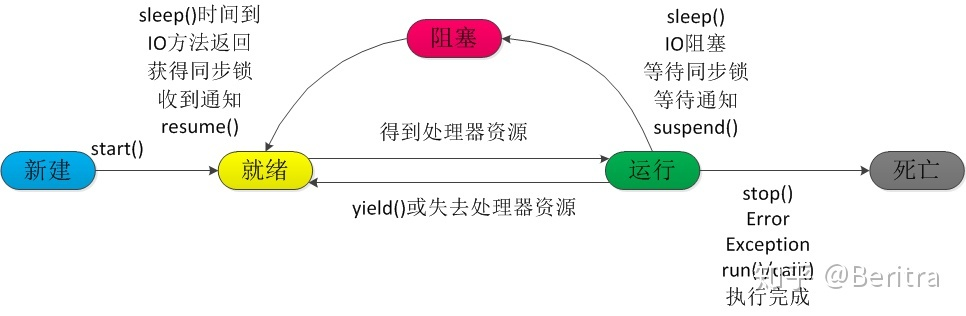 sleep()时间到
IO方法返回
获得同步锁
收到通知
resume()
阻塞
sleep()
IO阻塞
等待同步锁
等待通知
suspend()
新建
start()
就绪
得到处理器资源
yield()或失去处理器资源
运行
死亡
stop()
Error
Exception
run()/call()
执行完成
知乎 @Beritra